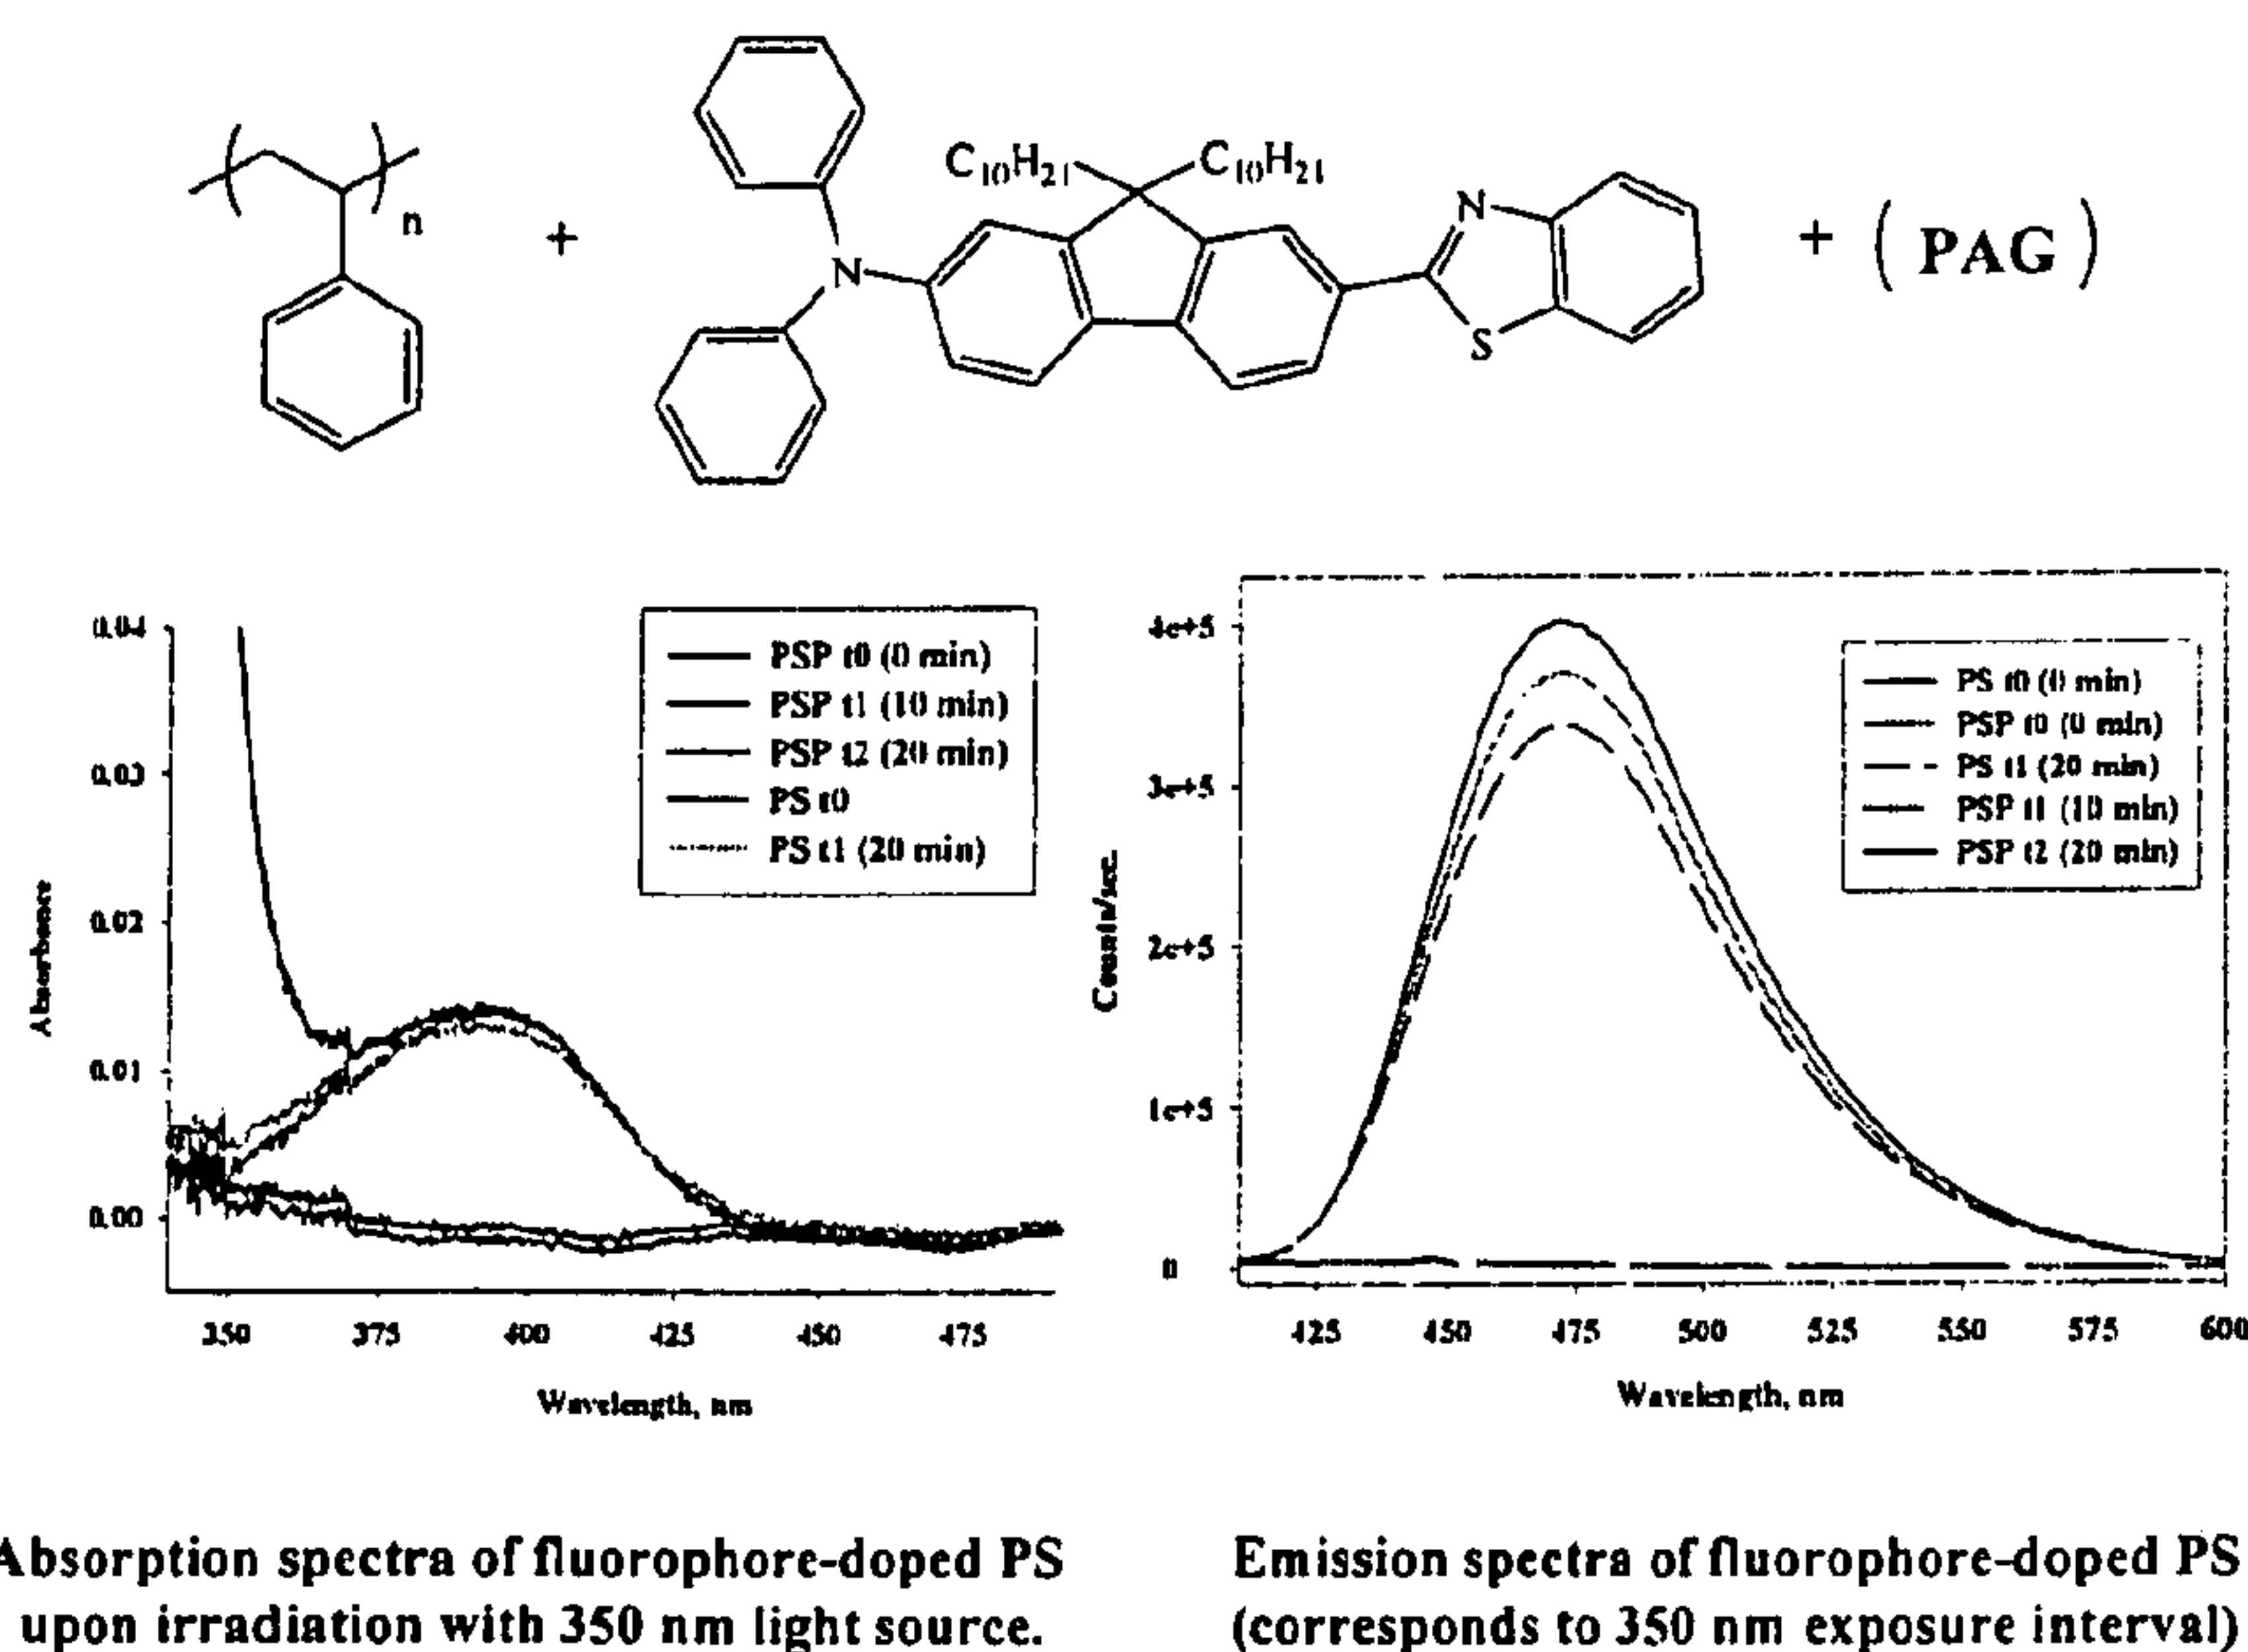 C10H21 C10H21
n
+
N
N
S
+ ( PAG )
0.04
0.03
0.02
0.01
0.00
Absorbance
PSP t0 (0 min)
PSP t1 (10 min)
PSP t2 (20 min)
PS t0
PS t1 (20 min)
350 375 400 425 450 475
Wavelength, nm
4e+5
3e+5
2e+5
1e+5
0
Counts/sec.
PS t0 (0 min)
PSP t0 (0 min)
PS t1 (20 min)
PSP t1 (10 min)
PSP t2 (20 min)
425 450 475 500 525 550 575 600
Wavelength, nm
Absorption spectra of fluorophore-doped PS
upon irradiation with 350 nm light source.
Emission spectra of fluorophore-doped PS
(corresponds to 350 nm exposure interval)